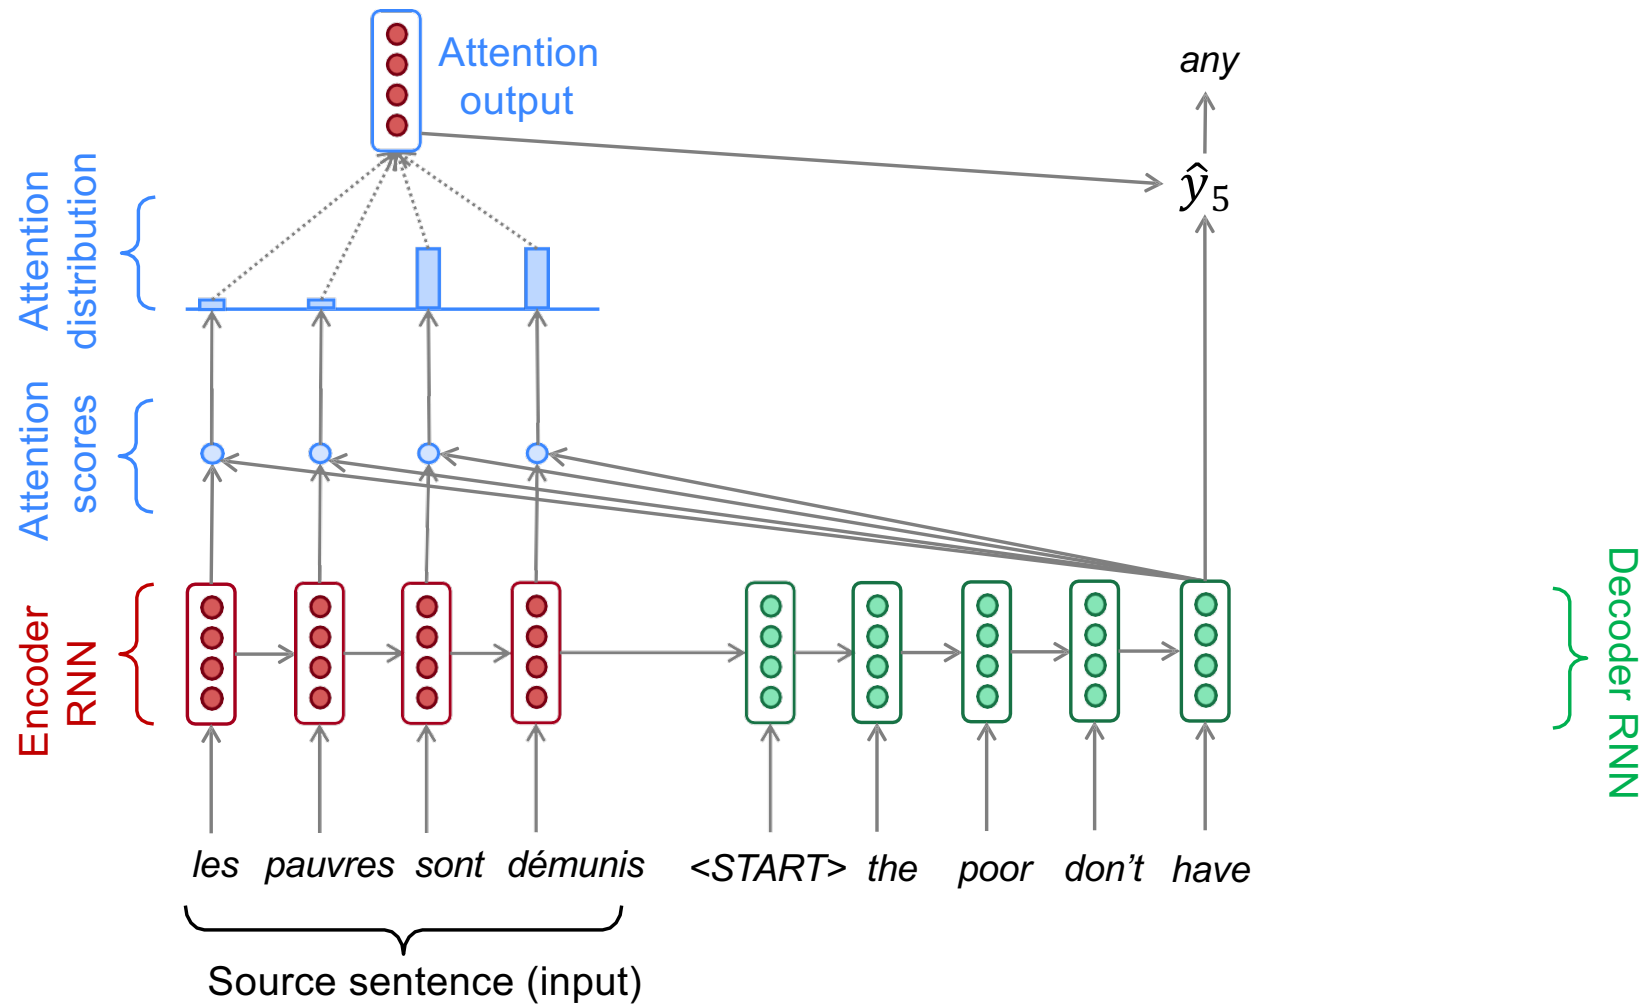 Attention
output
any
Attention
distribution
ŷ₅
Attention
scores
Encoder
RNN
Decoder RNN
les pauvres sont démunis <START> the poor don’t have
Source sentence (input)